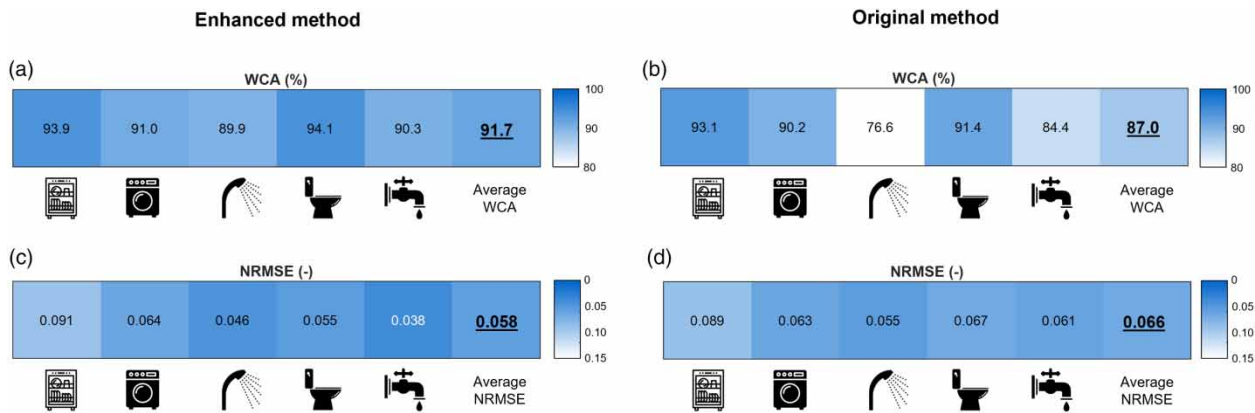 Enhanced method
Original method
(a)
WCA (%)
100
90
80
93.9 91.0 89.9 94.1 90.3 91.7
Average
WCA
(b)
WCA (%)
100
90
80
93.1 90.2 76.6 91.4 84.4 87.0
Average
WCA
(c)
NRMSE (-)
0
0.05
0.10
0.15
0.091 0.064 0.046 0.055 0.038 0.058
Average
NRMSE
(d)
NRMSE (-)
0
0.05
0.10
0.15
0.089 0.063 0.055 0.067 0.061 0.066
Average
NRMSE